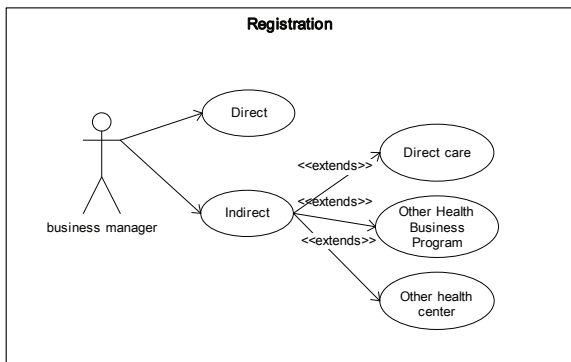 Registration
Direct
<<extends>>
Direct care
<<extends>>
Indirect
Other Health
Business
Program
business manager
<<extends>>
Other health
center